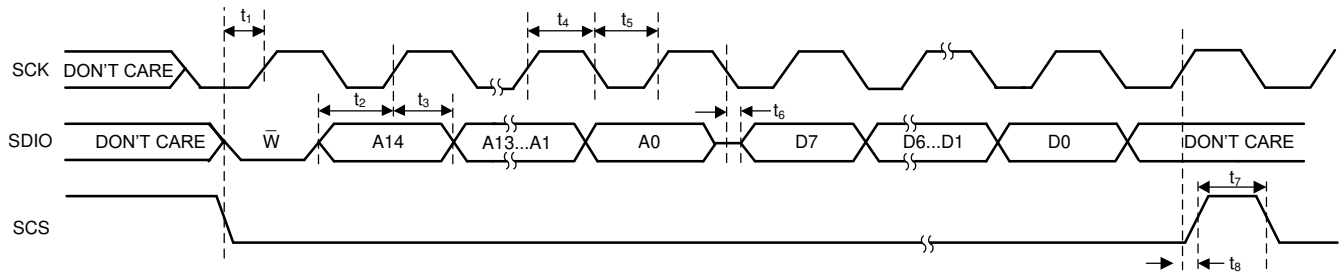 t1 t4 t5
SCK DON'T CARE
t2 t3 t6
SDIO DON'T CARE W̅ A14 A13...A1 A0 D7 D6...D1 D0 DON'T CARE
t7
SCS
t8